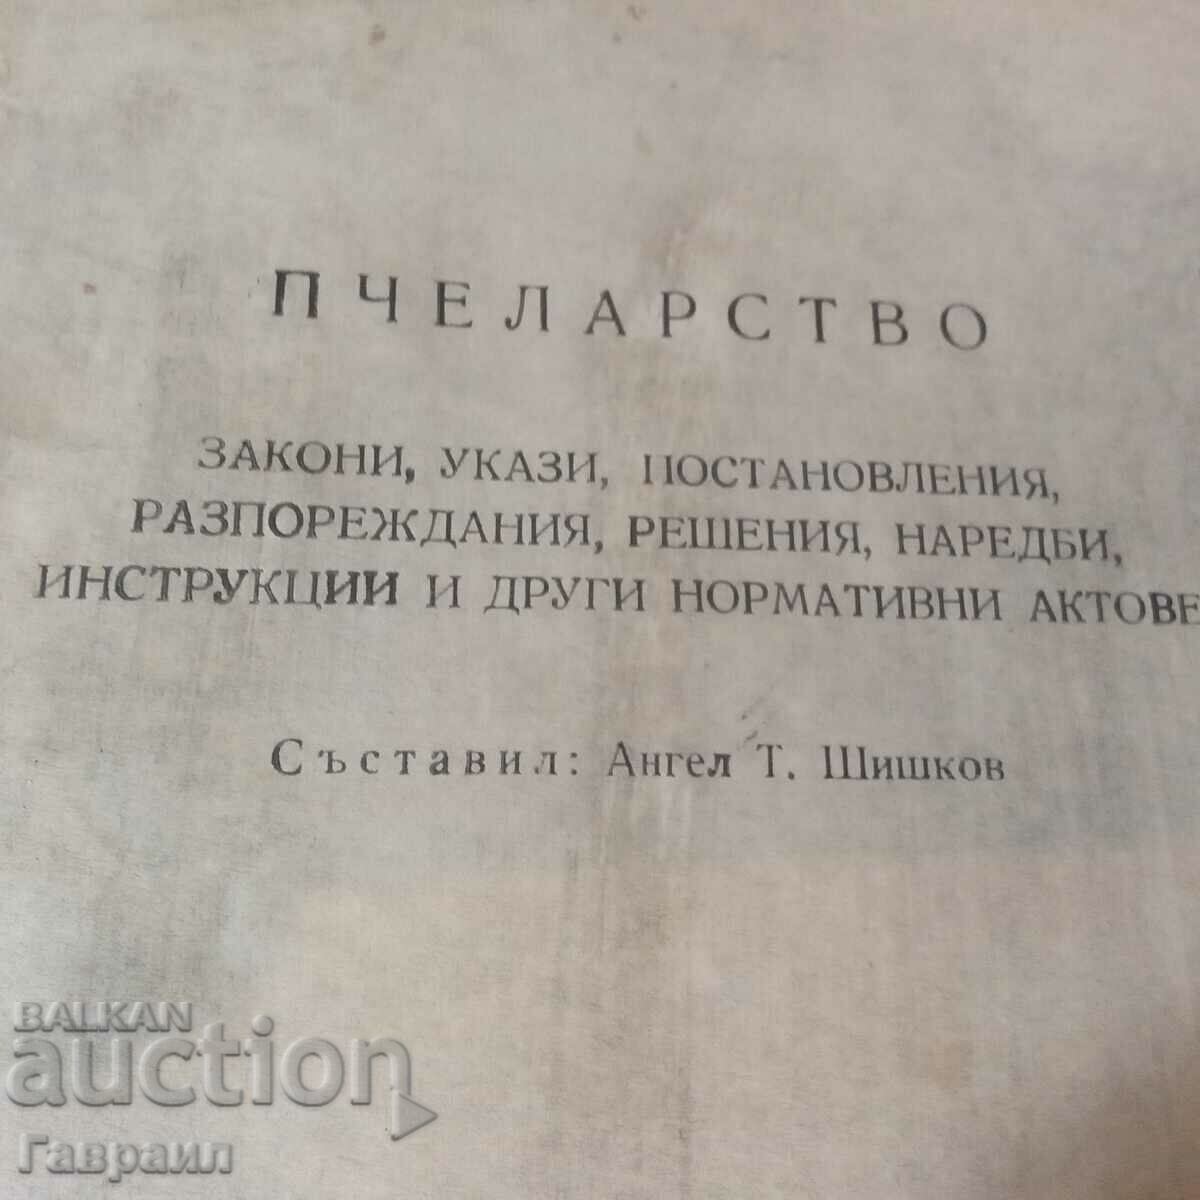 ПЧЕЛАРСТВО
ЗАКОНИ, УКАЗИ, ПОСТАНОВЛЕНИЯ,
РАЗПОРЕЖДАНИЯ, РЕШЕНИЯ, НАРЕДБИ,
ИНСТРУКЦИИ И ДРУГИ НОРМАТИВНИ АКТОВЕ
Съставил: Ангел Т. Шишков
BALKAN
auction
Гавраил